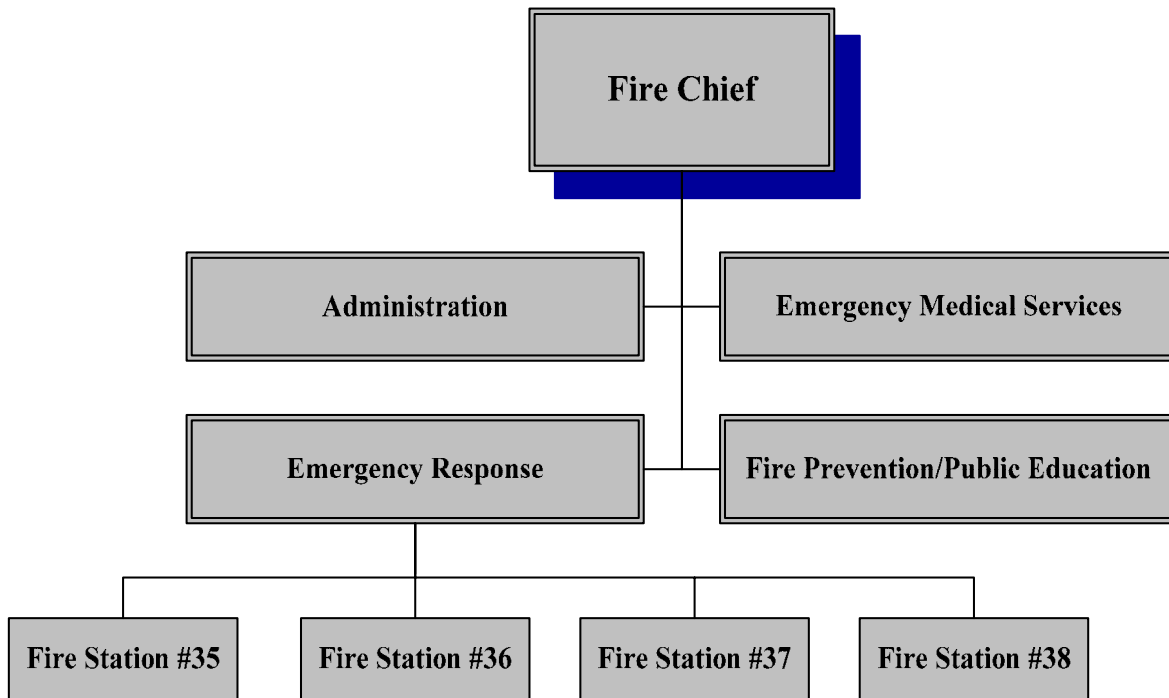 Fire Chief
Administration
Emergency Medical Services
Emergency Response
Fire Prevention/Public Education
Fire Station #35
Fire Station #36
Fire Station #37
Fire Station #38